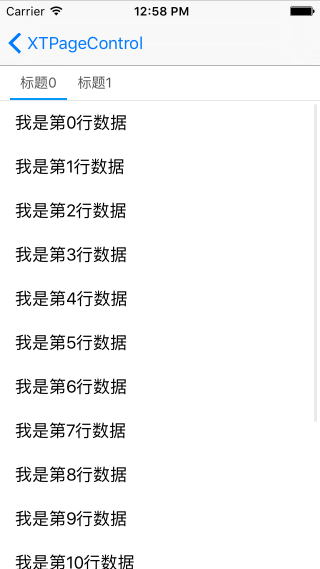 Carrier 12:58 PM
XTPageControl
标题0 标题1
我是第0行数据
我是第1行数据
我是第2行数据
我是第3行数据
我是第4行数据
我是第5行数据
我是第6行数据
我是第7行数据
我是第8行数据
我是第9行数据
我是第10行数据